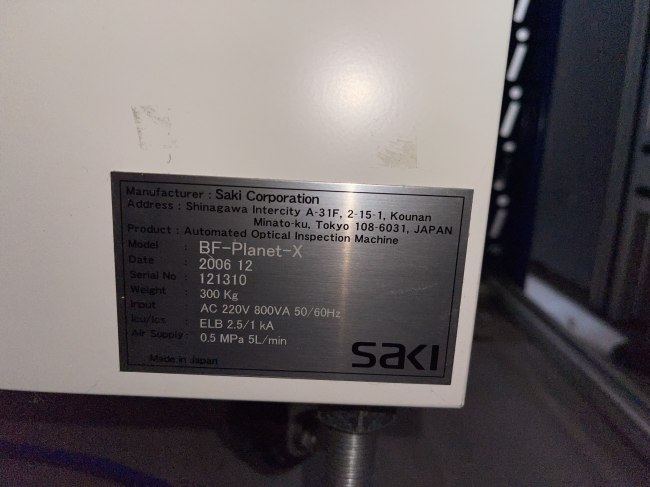 Manufacturer : Saki Corporation
Address : Shinagawa Intercity A-31F, 2-15-1, Kounan
Minato-ku, Tokyo 108-6031, JAPAN
Product : Automated Optical Inspection Machine
Model : BF-Planet-X
Date : 2006 12
Serial No : 121310
Weight : 300 Kg
Input : AC 220V 800VA 50/60Hz
Icu/Ics : ELB 2.5/1 kA
Air Supply : 0.5 MPa 5L/min
Made in Japan
saki